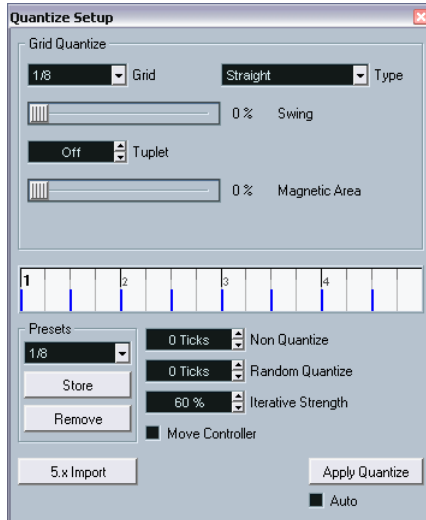 Quantize Setup
Grid Quantize
1/8 Grid Straight Type
0 % Swing
Off Tuplet
0 % Magnetic Area
1 2 3 4
Presets
1/8
Store
Remove
0 Ticks Non Quantize
0 Ticks Random Quantize
60 % Iterative Strength
Move Controller
5.x Import
Apply Quantize
Auto